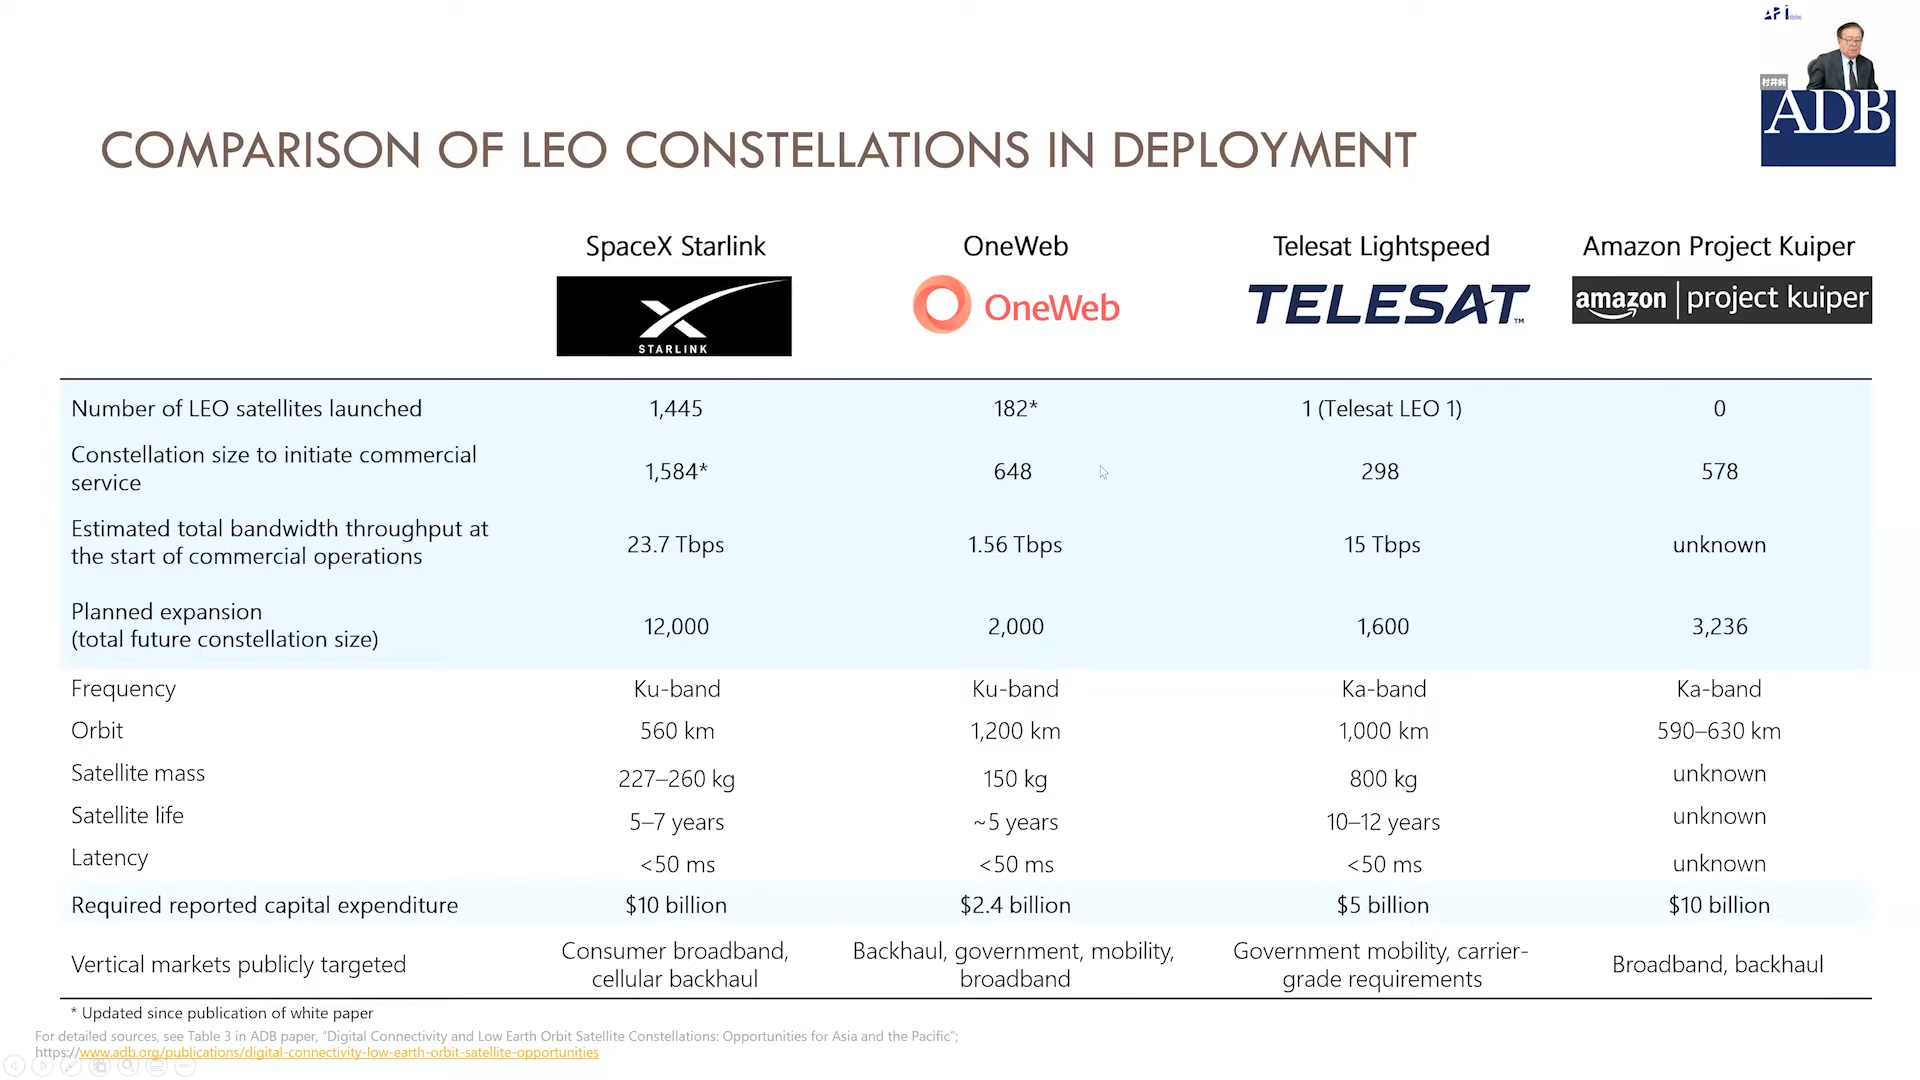 API
村井純
ADB
COMPARISON OF LEO CONSTELLATIONS IN DEPLOYMENT
SpaceX Starlink OneWeb Telesat Lightspeed Amazon Project Kuiper
STARLINK OneWeb TELESAT™ amazon | project kuiper
Number of LEO satellites launched 1,445 182* 1 (Telesat LEO 1) 0
Constellation size to initiate commercial
service 1,584* 648 298 578
Estimated total bandwidth throughput at
the start of commercial operations 23.7 Tbps 1.56 Tbps 15 Tbps unknown
Planned expansion
(total future constellation size) 12,000 2,000 1,600 3,236
Frequency Ku-band Ku-band Ka-band Ka-band
Orbit 560 km 1,200 km 1,000 km 590–630 km
Satellite mass 227–260 kg 150 kg 800 kg unknown
Satellite life 5–7 years ~5 years 10–12 years unknown
Latency <50 ms <50 ms <50 ms unknown
Required reported capital expenditure $10 billion $2.4 billion $5 billion $10 billion
Vertical markets publicly targeted
Consumer broadband,
cellular backhaul
Backhaul, government, mobility,
broadband
Government mobility, carrier-
grade requirements
Broadband, backhaul
* Updated since publication of white paper
For detailed sources, see Table 3 in ADB paper, "Digital Connectivity and Low Earth Orbit Satellite Constellations: Opportunities for Asia and the Pacific";
https://www.adb.org/publications/digital-connectivity-low-earth-orbit-satellite-opportunities